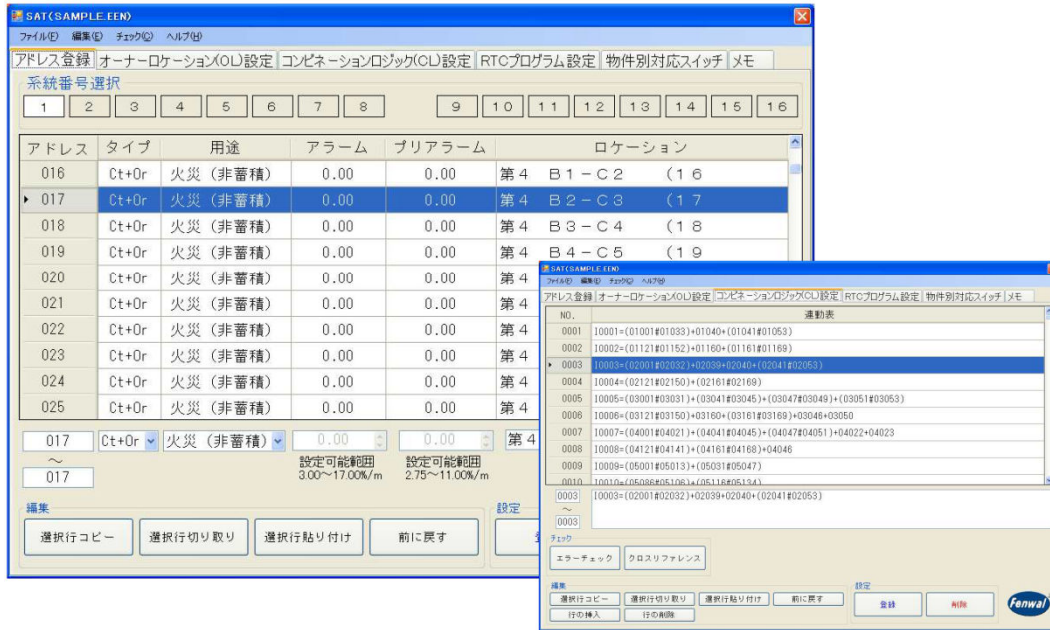 SAT(SAMPLE.EEN)
ファイル(F) 編集(E) チェック(C) ヘルプ(H)
アドレス登録 オーナーロケーション(OL)設定 コンビネーションロジック(CL)設定 RTCプログラム設定 物件別対応スイッチ メモ
系統番号選択
1 2 3 4 5 6 7 8 9 10 11 12 13 14 15 16
アドレス タイプ 用途 アラーム プリアラーム ロケーション
016 Ct+Or 火災（非蓄積） 0.00 0.00 第４ Ｂ１－Ｃ２ （１６
017 Ct+Or 火災（非蓄積） 0.00 0.00 第４ Ｂ２－Ｃ３ （１７
018 Ct+Or 火災（非蓄積） 0.00 0.00 第４ Ｂ３－Ｃ４ （１８
019 Ct+Or 火災（非蓄積） 0.00 0.00 第４ Ｂ４－Ｃ５ （１９
020 Ct+Or 火災（非蓄積） 0.00 0.00 第４
021 Ct+Or 火災（非蓄積） 0.00 0.00 第４
022 Ct+Or 火災（非蓄積） 0.00 0.00 第４
023 Ct+Or 火災（非蓄積） 0.00 0.00 第４
024 Ct+Or 火災（非蓄積） 0.00 0.00 第４
025 Ct+Or 火災（非蓄積） 0.00 0.00 第４
017 Ct+Or 火災（非蓄積） 0.00 0.00 第４
～
017
設定可能範囲 設定可能範囲
3.00～17.00%/m 2.75～11.00%/m
編集 設定
選択行コピー 選択行切り取り 選択行貼り付け 前に戻す
SAT(SAMPLE.EEN)
ファイル(F) 編集(E) チェック(C) ヘルプ(H)
アドレス登録 オーナーロケーション(OL)設定 コンビネーションロジック(CL)設定 RTCプログラム設定 物件別対応スイッチ メモ
NO. 連動表
0001 I0001=(01001#01033)+01040+(01041#01053)
0002 I0002=(01121#01152)+01160+(01161#01169)
0003 I0003=(02001#02032)+02039+02040+(02041#02053)
0004 I0004=(02121#02150)+(02161#02169)
0005 I0005=(03001#03031)+(03041#03045)+(03047#03049)+(03051#03053)
0006 I0006=(03121#03150)+03160+(03161#03169)+03046+03050
0007 I0007=(04001#04021)+(04041#04045)+(04047#04051)+04022+04023
0008 I0008=(04121#04141)+(04161#04168)+04046
0009 I0009=(05001#05013)+(05031#05047)
0010 I0010=(05086#05106)+(05116#05134)
0003 I0003=(02001#02032)+02039+02040+(02041#02053)
～
0003
チェック
エラーチェック クロスリファレンス
編集 設定
選択行コピー 選択行切り取り 選択行貼り付け 前に戻す 登録 削除
行の挿入 行の削除
Fenwal